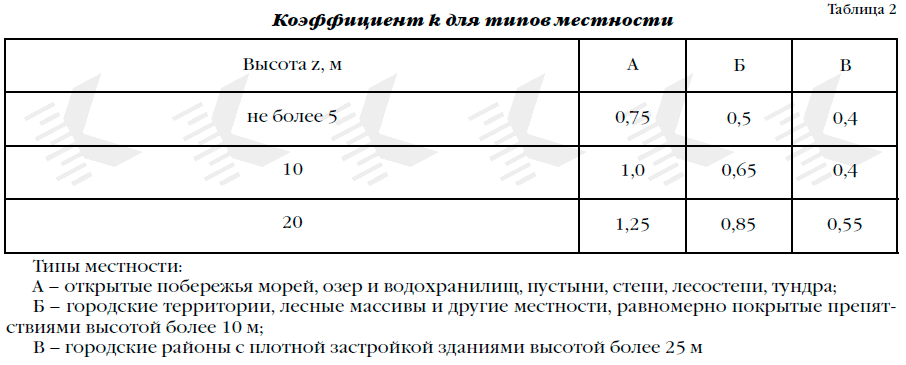 Таблица 2
Коэффициент k для типов местности
Высота z, м А Б В
не более 5 0,75 0,5 0,4
10 1,0 0,65 0,4
20 1,25 0,85 0,55
Типы местности:
А – открытые побережья морей, озер и водохранилищ, пустыни, степи, лесостепи, тундра;
Б – городские территории, лесные массивы и другие местности, равномерно покрытые препят-
ствиями высотой более 10 м;
В – городские районы с плотной застройкой зданиями высотой более 25 м